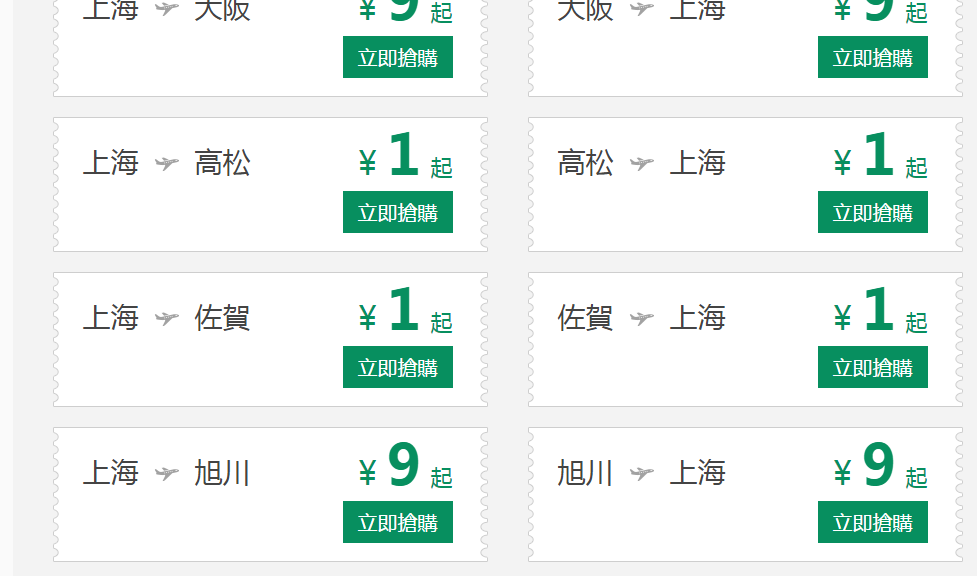 上海 大阪 ¥ 9 起
立即搶購
大阪 上海 ¥ 9 起
立即搶購
上海 高松 ¥ 1 起
立即搶購
高松 上海 ¥ 1 起
立即搶購
上海 佐賀 ¥ 1 起
立即搶購
佐賀 上海 ¥ 1 起
立即搶購
上海 旭川 ¥ 9 起
立即搶購
旭川 上海 ¥ 9 起
立即搶購